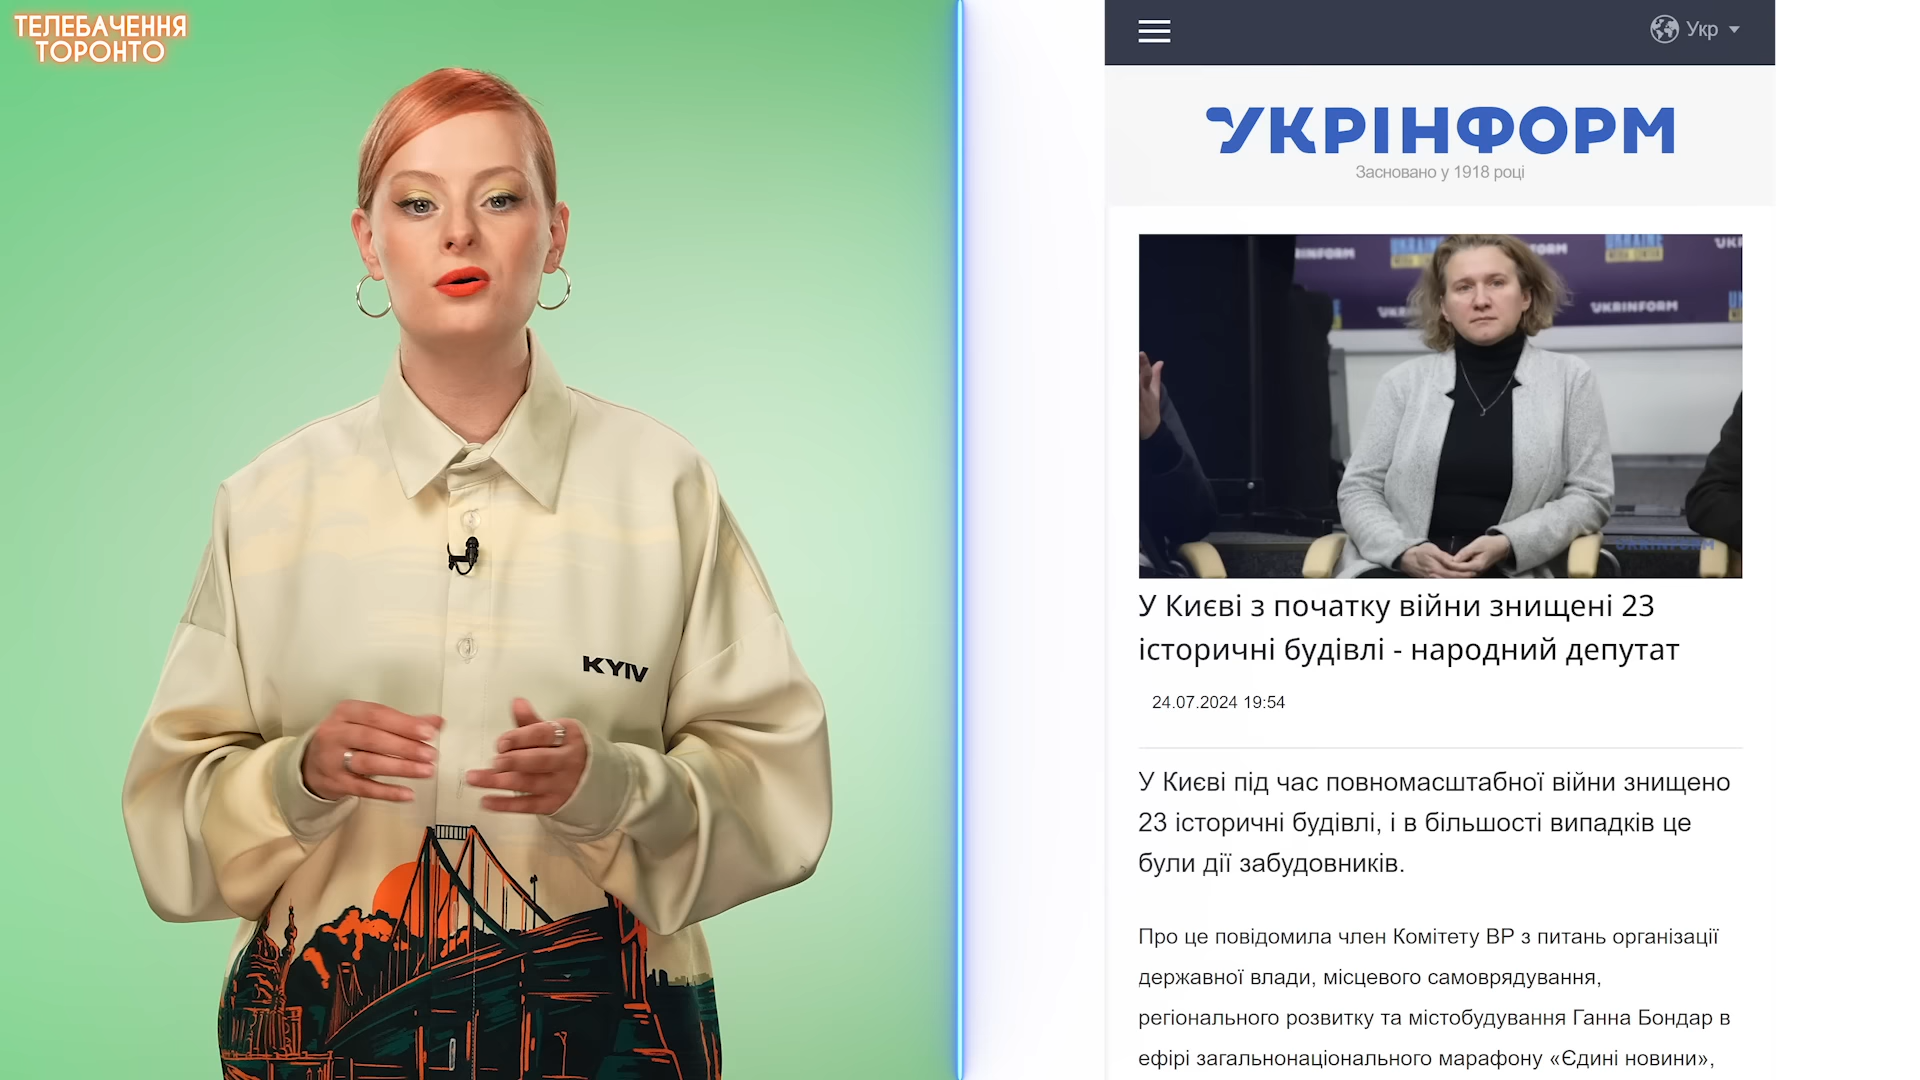 ТЕЛЕБАЧЕННЯ
ТОРОНТО
KYIV
Укр
УКРІНФОРМ
Засновано у 1918 році
UKRINFORM
UKRINFORM
У Києві з початку війни знищені 23
історичні будівлі - народний депутат
24.07.2024 19:54
У Києві під час повномасштабної війни знищено
23 історичні будівлі, і в більшості випадків це
були дії забудовників.
Про це повідомила член Комітету ВР з питань організації
державної влади, місцевого самоврядування,
регіонального розвитку та містобудування Ганна Бондар в
ефірі загальнонаціонального марафону «Єдині новини»,